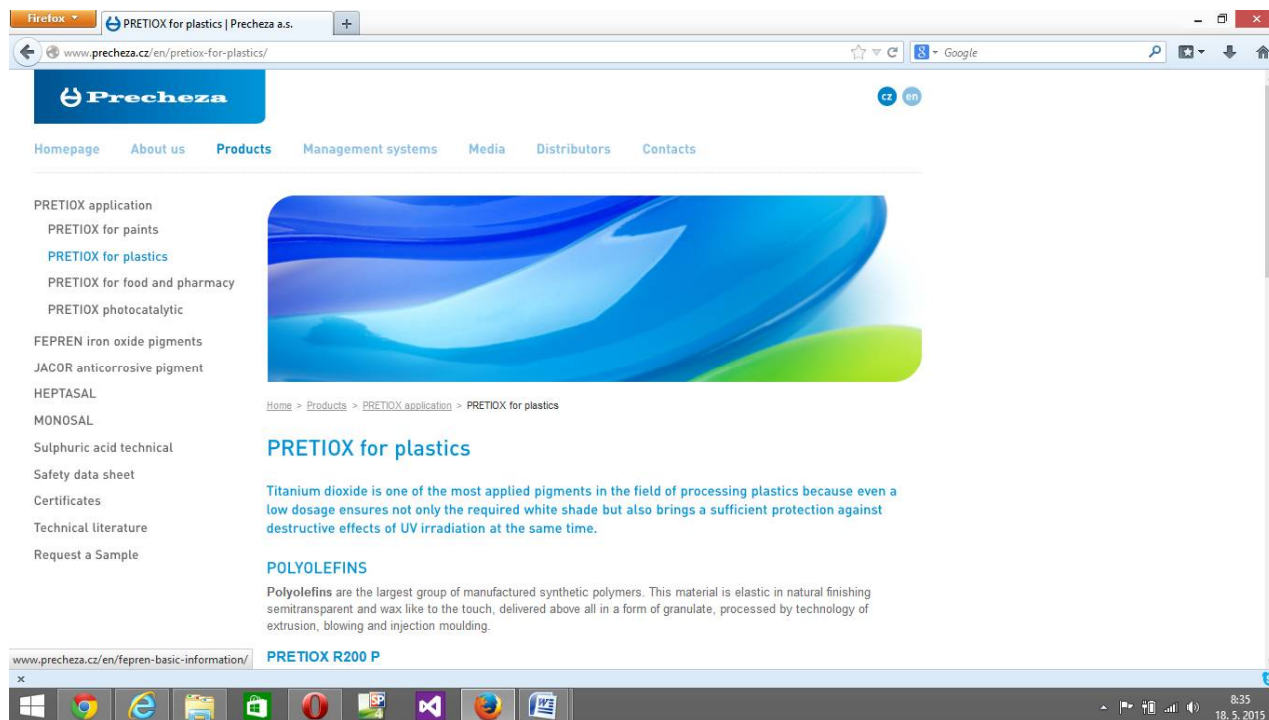 Firefox
PRETIOX for plastics | Precheza a.s.
www.precheza.cz/en/pretiox-for-plastics/
Google
Precheza
cz en
Homepage About us Products Management systems Media Distributors Contacts
PRETIOX application
PRETIOX for paints
PRETIOX for plastics
PRETIOX for food and pharmacy
PRETIOX photocatalytic
FEPREN iron oxide pigments
JACOR anticorrosive pigment
HEPTASAL
MONOSAL
Sulphuric acid technical
Safety data sheet
Certificates
Technical literature
Request a Sample
Home > Products > PRETIOX application > PRETIOX for plastics
PRETIOX for plastics
Titanium dioxide is one of the most applied pigments in the field of processing plastics because even a
low dosage ensures not only the required white shade but also brings a sufficient protection against
destructive effects of UV irradiation at the same time.
POLYOLEFINS
Polyolefins are the largest group of manufactured synthetic polymers. This material is elastic in natural finishing
semitransparent and wax like to the touch, delivered above all in a form of granulate, processed by technology of
extrusion, blowing and injection moulding.
PRETIOX R200 P
www.precheza.cz/en/fepren-basic-information/
8:35
18. 5. 2015